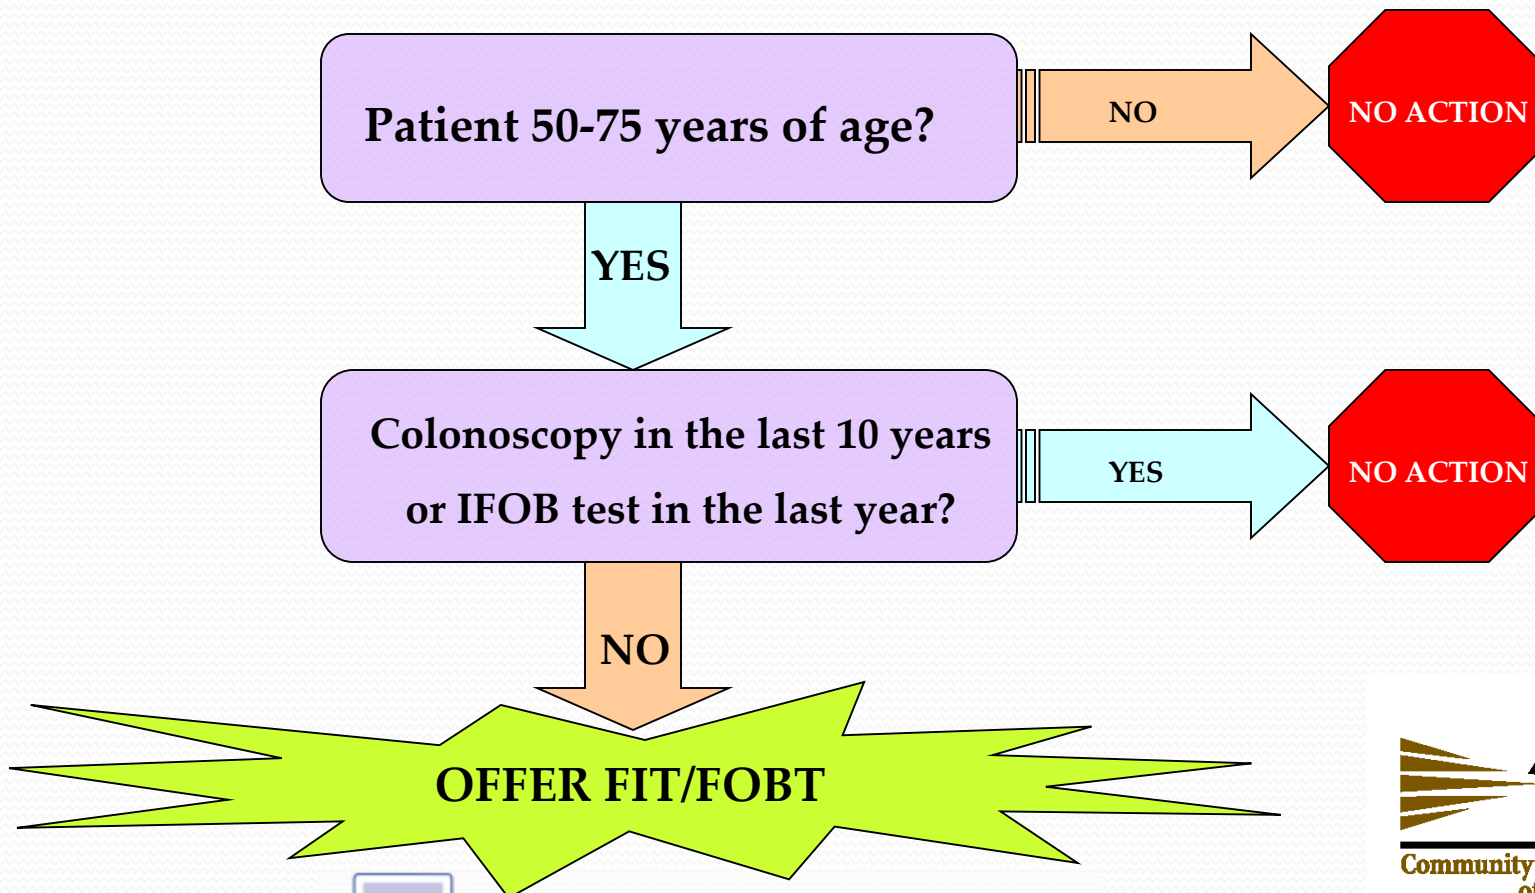 Patient 50-75 years of age?
NO
NO ACTION
YES
Colonoscopy in the last 10 years
or IFOB test in the last year?
YES
NO ACTION
NO
OFFER FIT/FOBT
Community